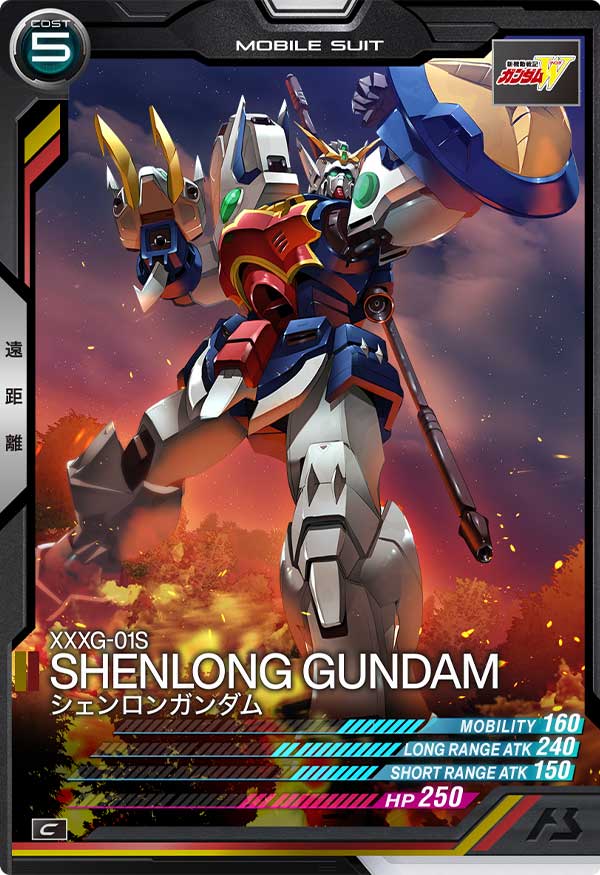 COST
5
MOBILE SUIT
新機動戦記
ガンダムW
遠距離
XXXG-01S
SHENLONG GUNDAM
シェンロンガンダム
MOBILITY 160
LONG RANGE ATK 240
SHORT RANGE ATK 150
HP 250
C